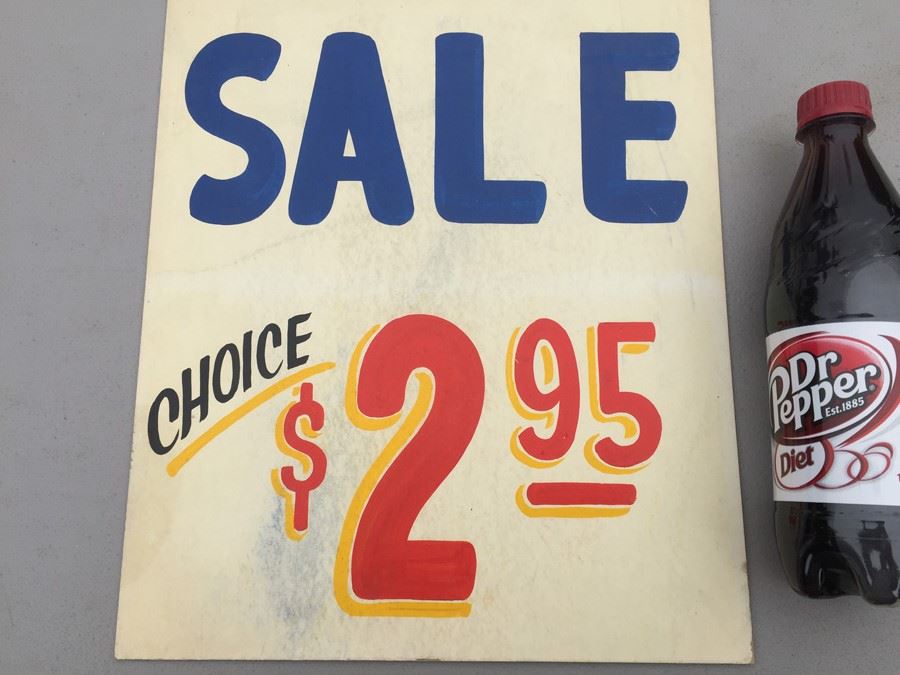 SALE
CHOICE
$2.95
Dr
Pepper
Est.1885
Diet